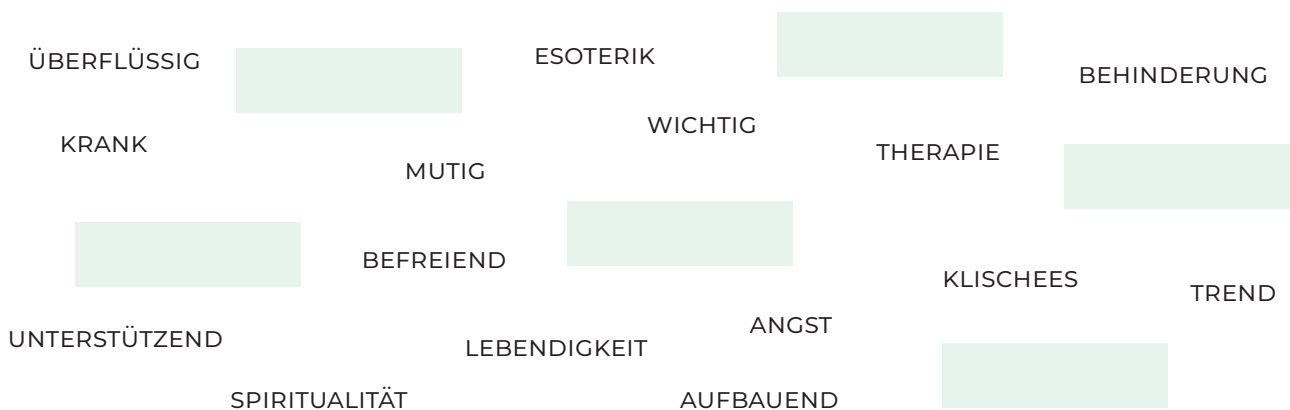 ÜBERFLÜSSIG
ESOTERIK
BEHINDERUNG
KRANK
WICHTIG
THERAPIE
MUTIG
BEFREIEND
KLISCHEES
TREND
UNTERSTÜTZEND
ANGST
LEBENDIGKEIT
SPIRITUALITÄT
AUFBAUEND